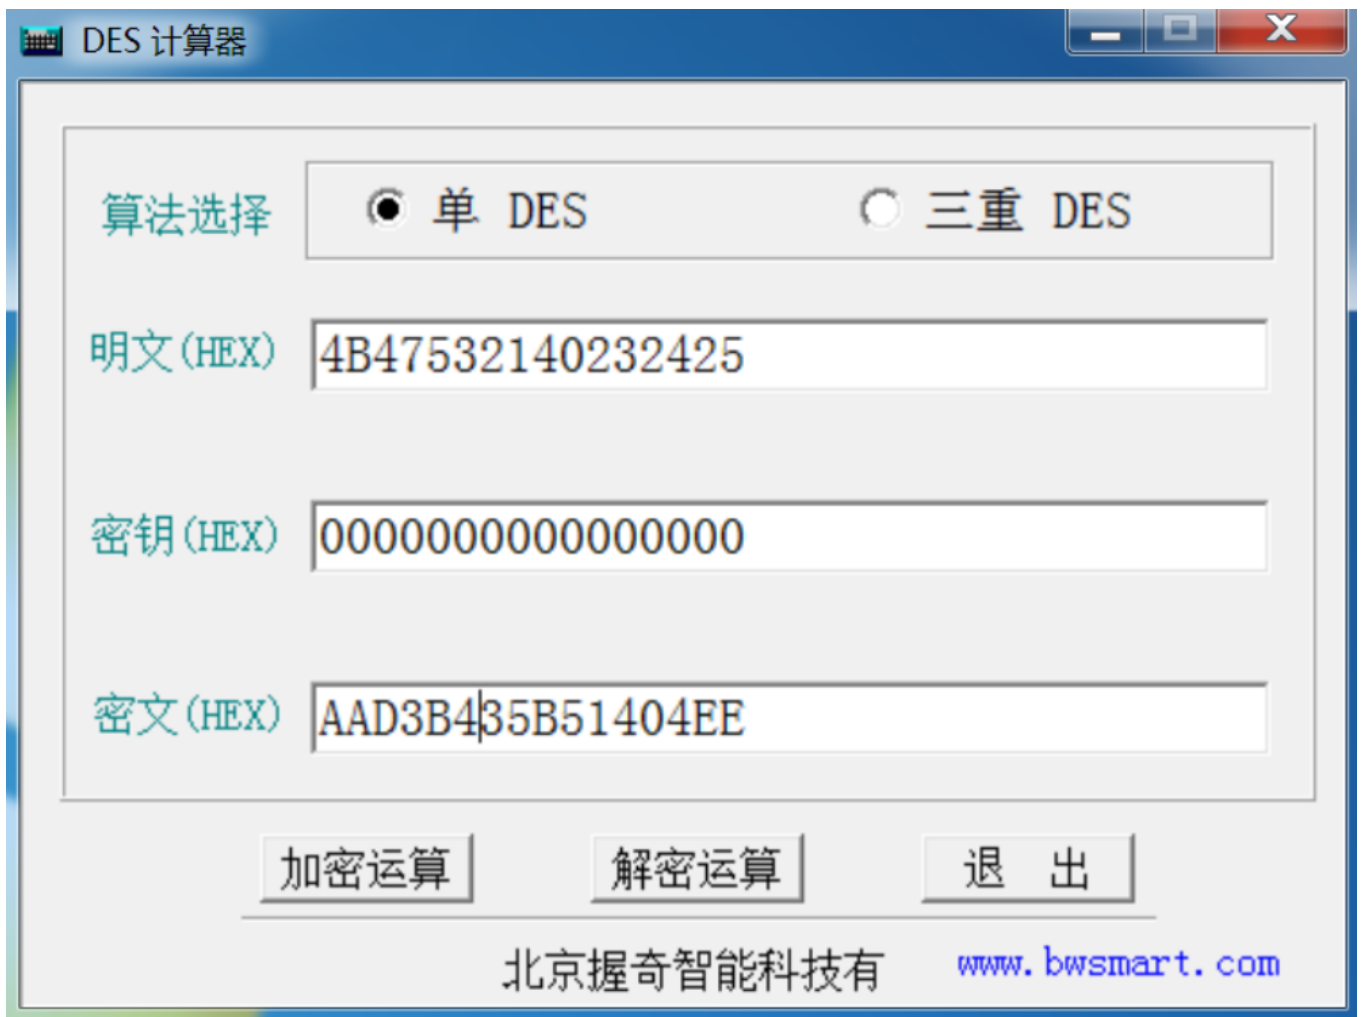 DES 计算器
算法选择 单 DES 三重 DES
明文(HEX) 4B47532140232425
密钥(HEX) 0000000000000000
密文(HEX) AAD3B435B51404EE
加密运算 解密运算 退 出
北京握奇智能科技有 www.bwsmart.com